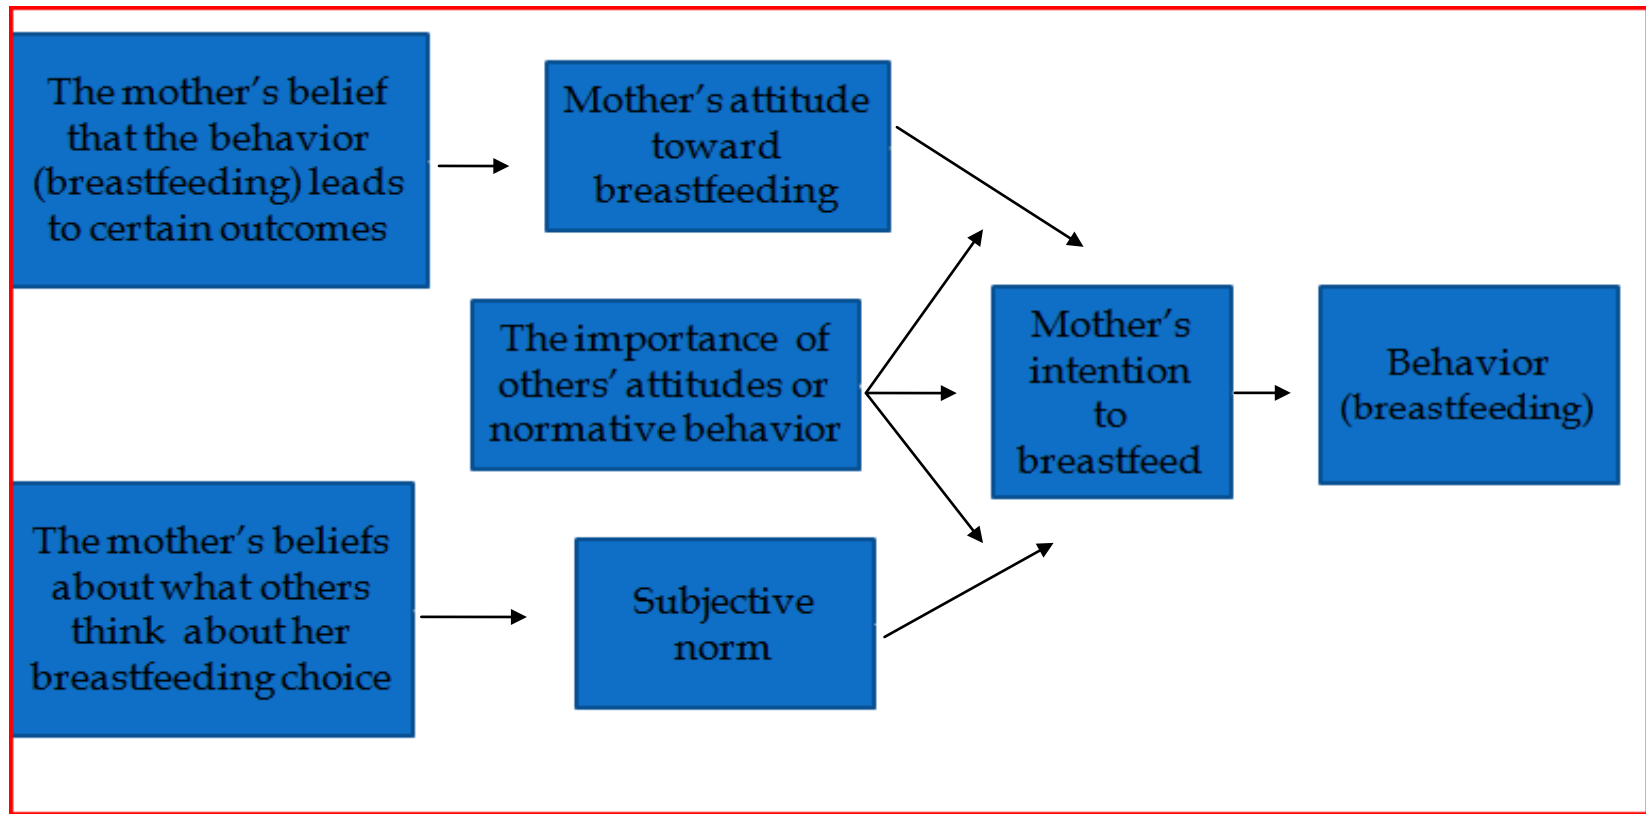 The mother’s belief
that the behavior
(breastfeeding) leads
to certain outcomes
Mother’s attitude
toward
breastfeeding
The importance of
others’ attitudes or
normative behavior
Mother’s
intention
to
breastfeed
Behavior
(breastfeeding)
The mother’s beliefs
about what others
think about her
breastfeeding choice
Subjective
norm